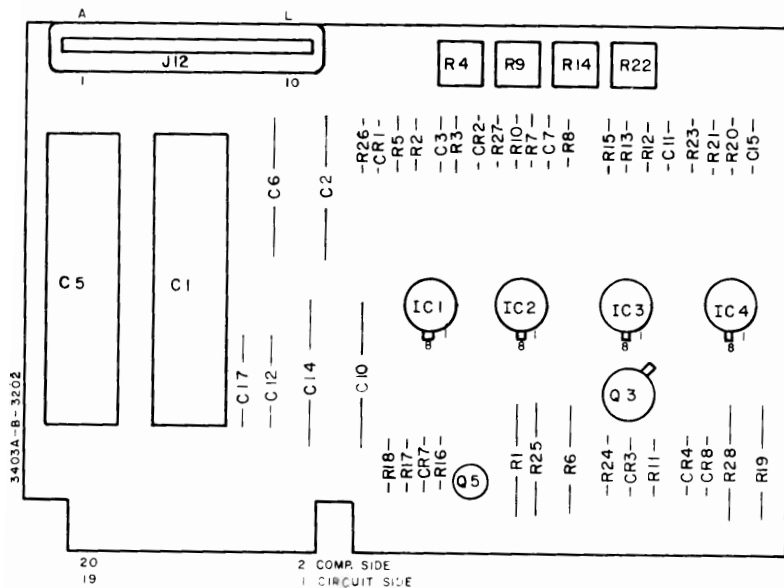 A L
J12
1 10
R4 R9 R14 R22
-R26-
-CR1-
-R5-
-R2-
-C3-
-R3-
-CR2-
-R27-
-R10-
-R7-
-C7-
-R8-
-R15-
-R13-
-R12-
-C11-
-R23-
-R21-
-R20-
-C15-
C6
C2
C5
C1
IC1 IC2 IC3 IC4
8 1 8 1 8 1 8 1
C17
C12
C14
C10
Q3
3403A-B-3202
-R18-
-R17-
-CR7-
-R16-
Q5
R1
R25
R6
-R24-
-CR3-
-R11-
-CR4-
-CR8-
R28
R19
20 2 COMP. SIDE
19 1 CIRCUIT SIDE